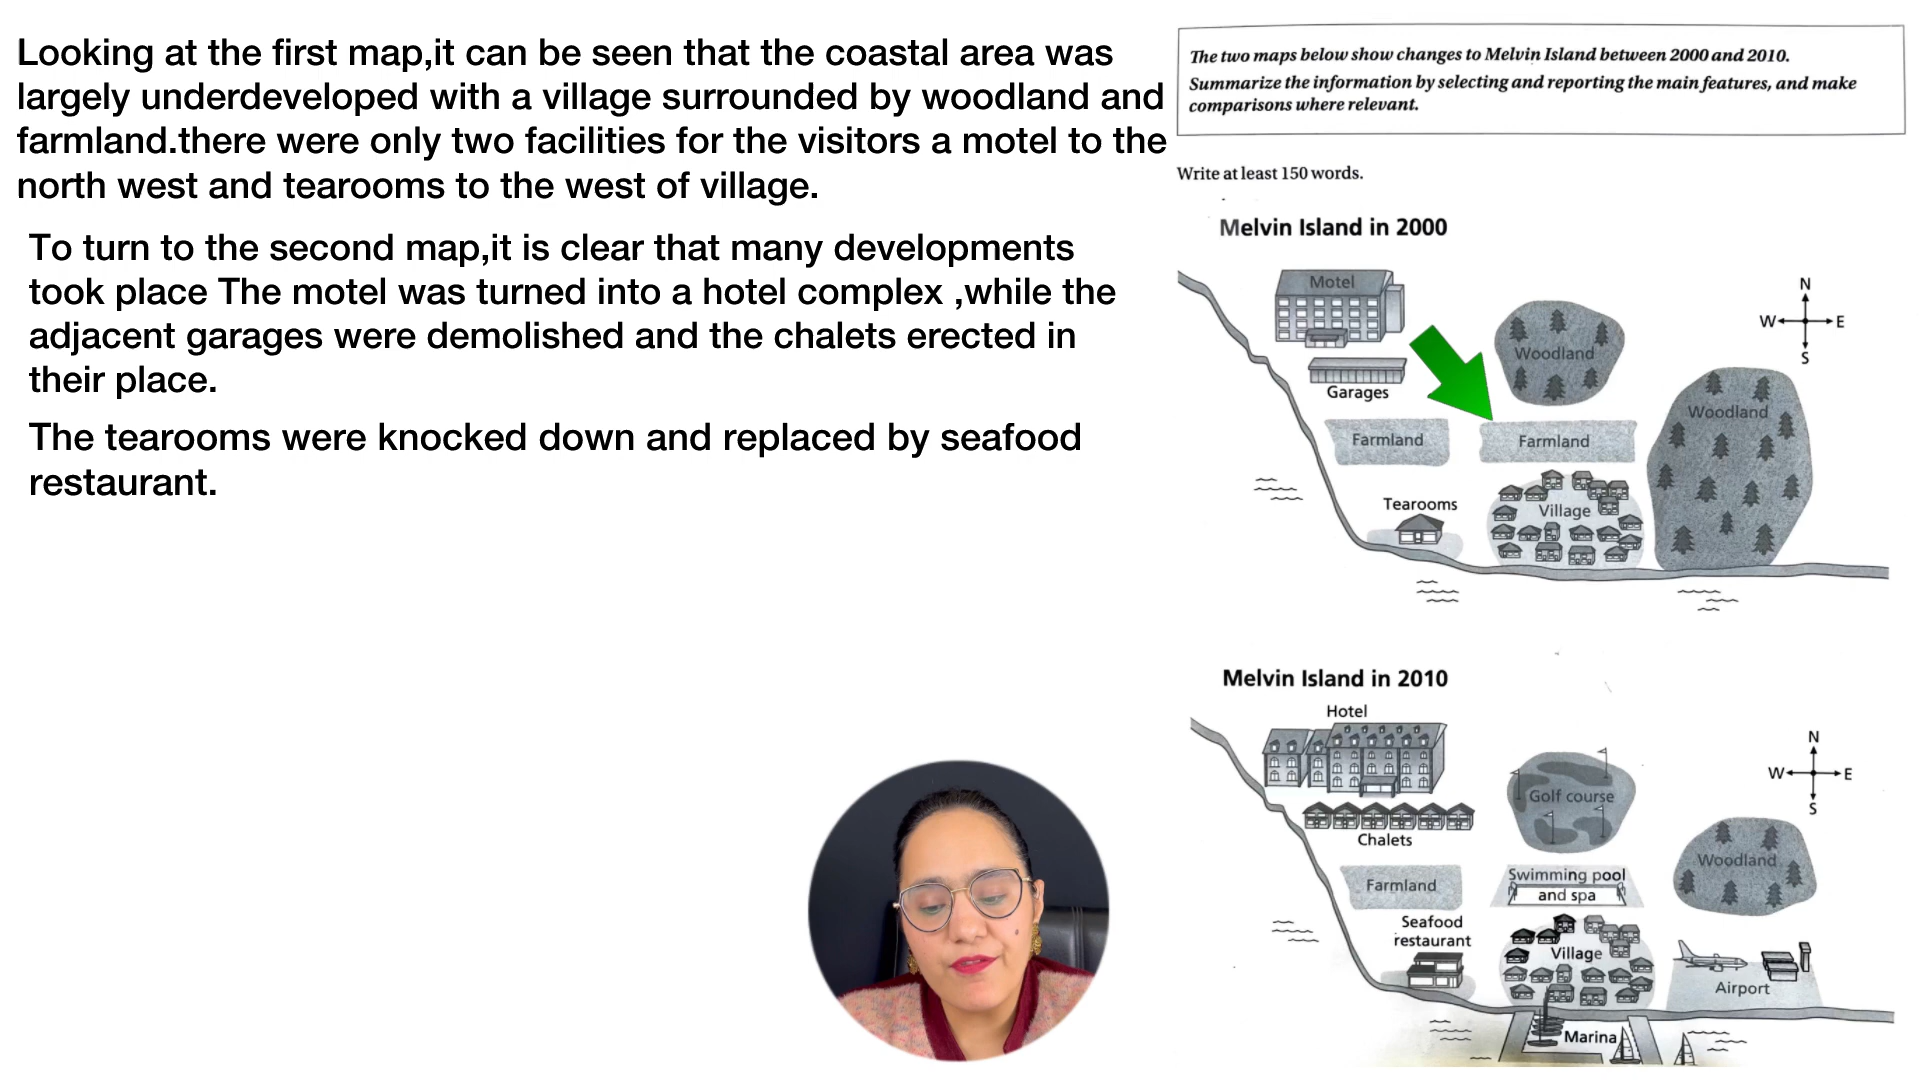 Looking at the first map,it can be seen that the coastal area was
largely underdeveloped with a village surrounded by woodland and
farmland.there were only two facilities for the visitors a motel to the
north west and tearooms to the west of village.
To turn to the second map,it is clear that many developments
took place The motel was turned into a hotel complex ,while the
adjacent garages were demolished and the chalets erected in
their place.
The tearooms were knocked down and replaced by seafood
restaurant.
The two maps below show changes to Melvin Island between 2000 and 2010.
Summarize the information by selecting and reporting the main features, and make
comparisons where relevant.
Write at least 150 words.
Melvin Island in 2000
Motel
N
W
E
S
Woodland
Garages
Woodland
Farmland
Farmland
Tearooms
Village
Melvin Island in 2010
Hotel
N
W
E
S
Golf course
Chalets
Woodland
Farmland
Swimming pool
and spa
Seafood
restaurant
Village
Airport
Marina